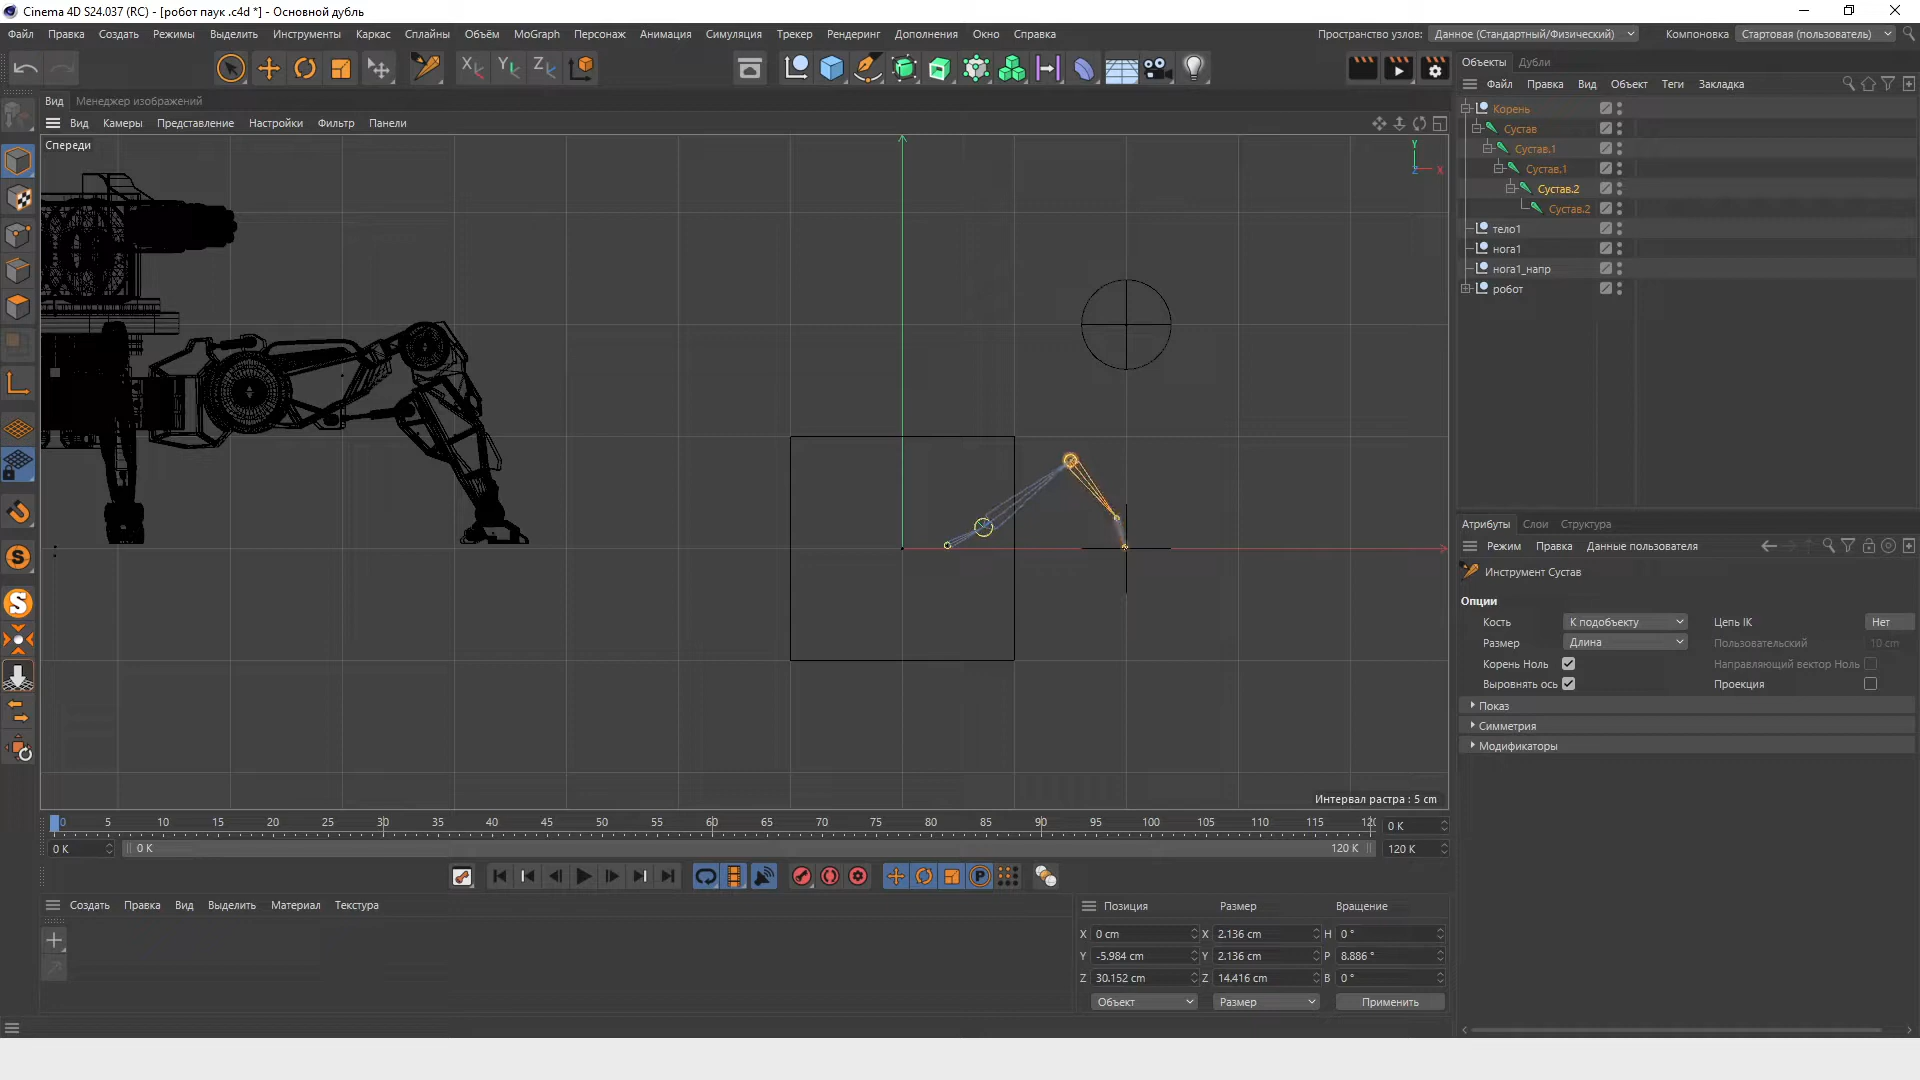 Cinema 4D S24.037 (RC) - [робот паук .c4d *] - Основной дубль
Файл Правка Создать Режимы Выделить Инструменты Каркас Сплайны Объём MoGraph Персонаж Анимация Симуляция Трекер Рендеринг Дополнения Окно Справка Пространство узлов: Данное (Стандартный/Физический) Компоновка Стартовая (пользователь)
Объекты Дубли
Файл Правка Вид Объект Теги Закладка
Вид Менеджер изображений
Вид Камеры Представление Настройки Фильтр Панели
Спереди
Y
X
Z
Корень
Сустав
Сустав.1
Сустав.1
Сустав.2
Сустав.2
тело1
нога1
нога1_напр
робот
Атрибуты Слои Структура
Режим Правка Данные пользователя
Инструмент Сустав
Опции
Кость К подобъекту Цепь IK Нет
Размер Длина Пользовательский 10 cm
Корень Ноль Направляющий вектор Ноль
Выровнять ось Проекция
Показ
Симметрия
Модификаторы
Интервал растра : 5 cm
0 5 10 15 20 25 30 35 40 45 50 55 60 65 70 75 80 85 90 95 100 105 110 115 120 0 K
0 K 0 K 120 K 120 K
Создать Правка Вид Выделить Материал Текстура
Позиция Размер Вращение
X 0 cm X 2.136 cm H 0 °
Y -5.984 cm Y 2.136 cm P 8.886 °
Z 30.152 cm Z 14.416 cm B 0 °
Объект Размер Применить